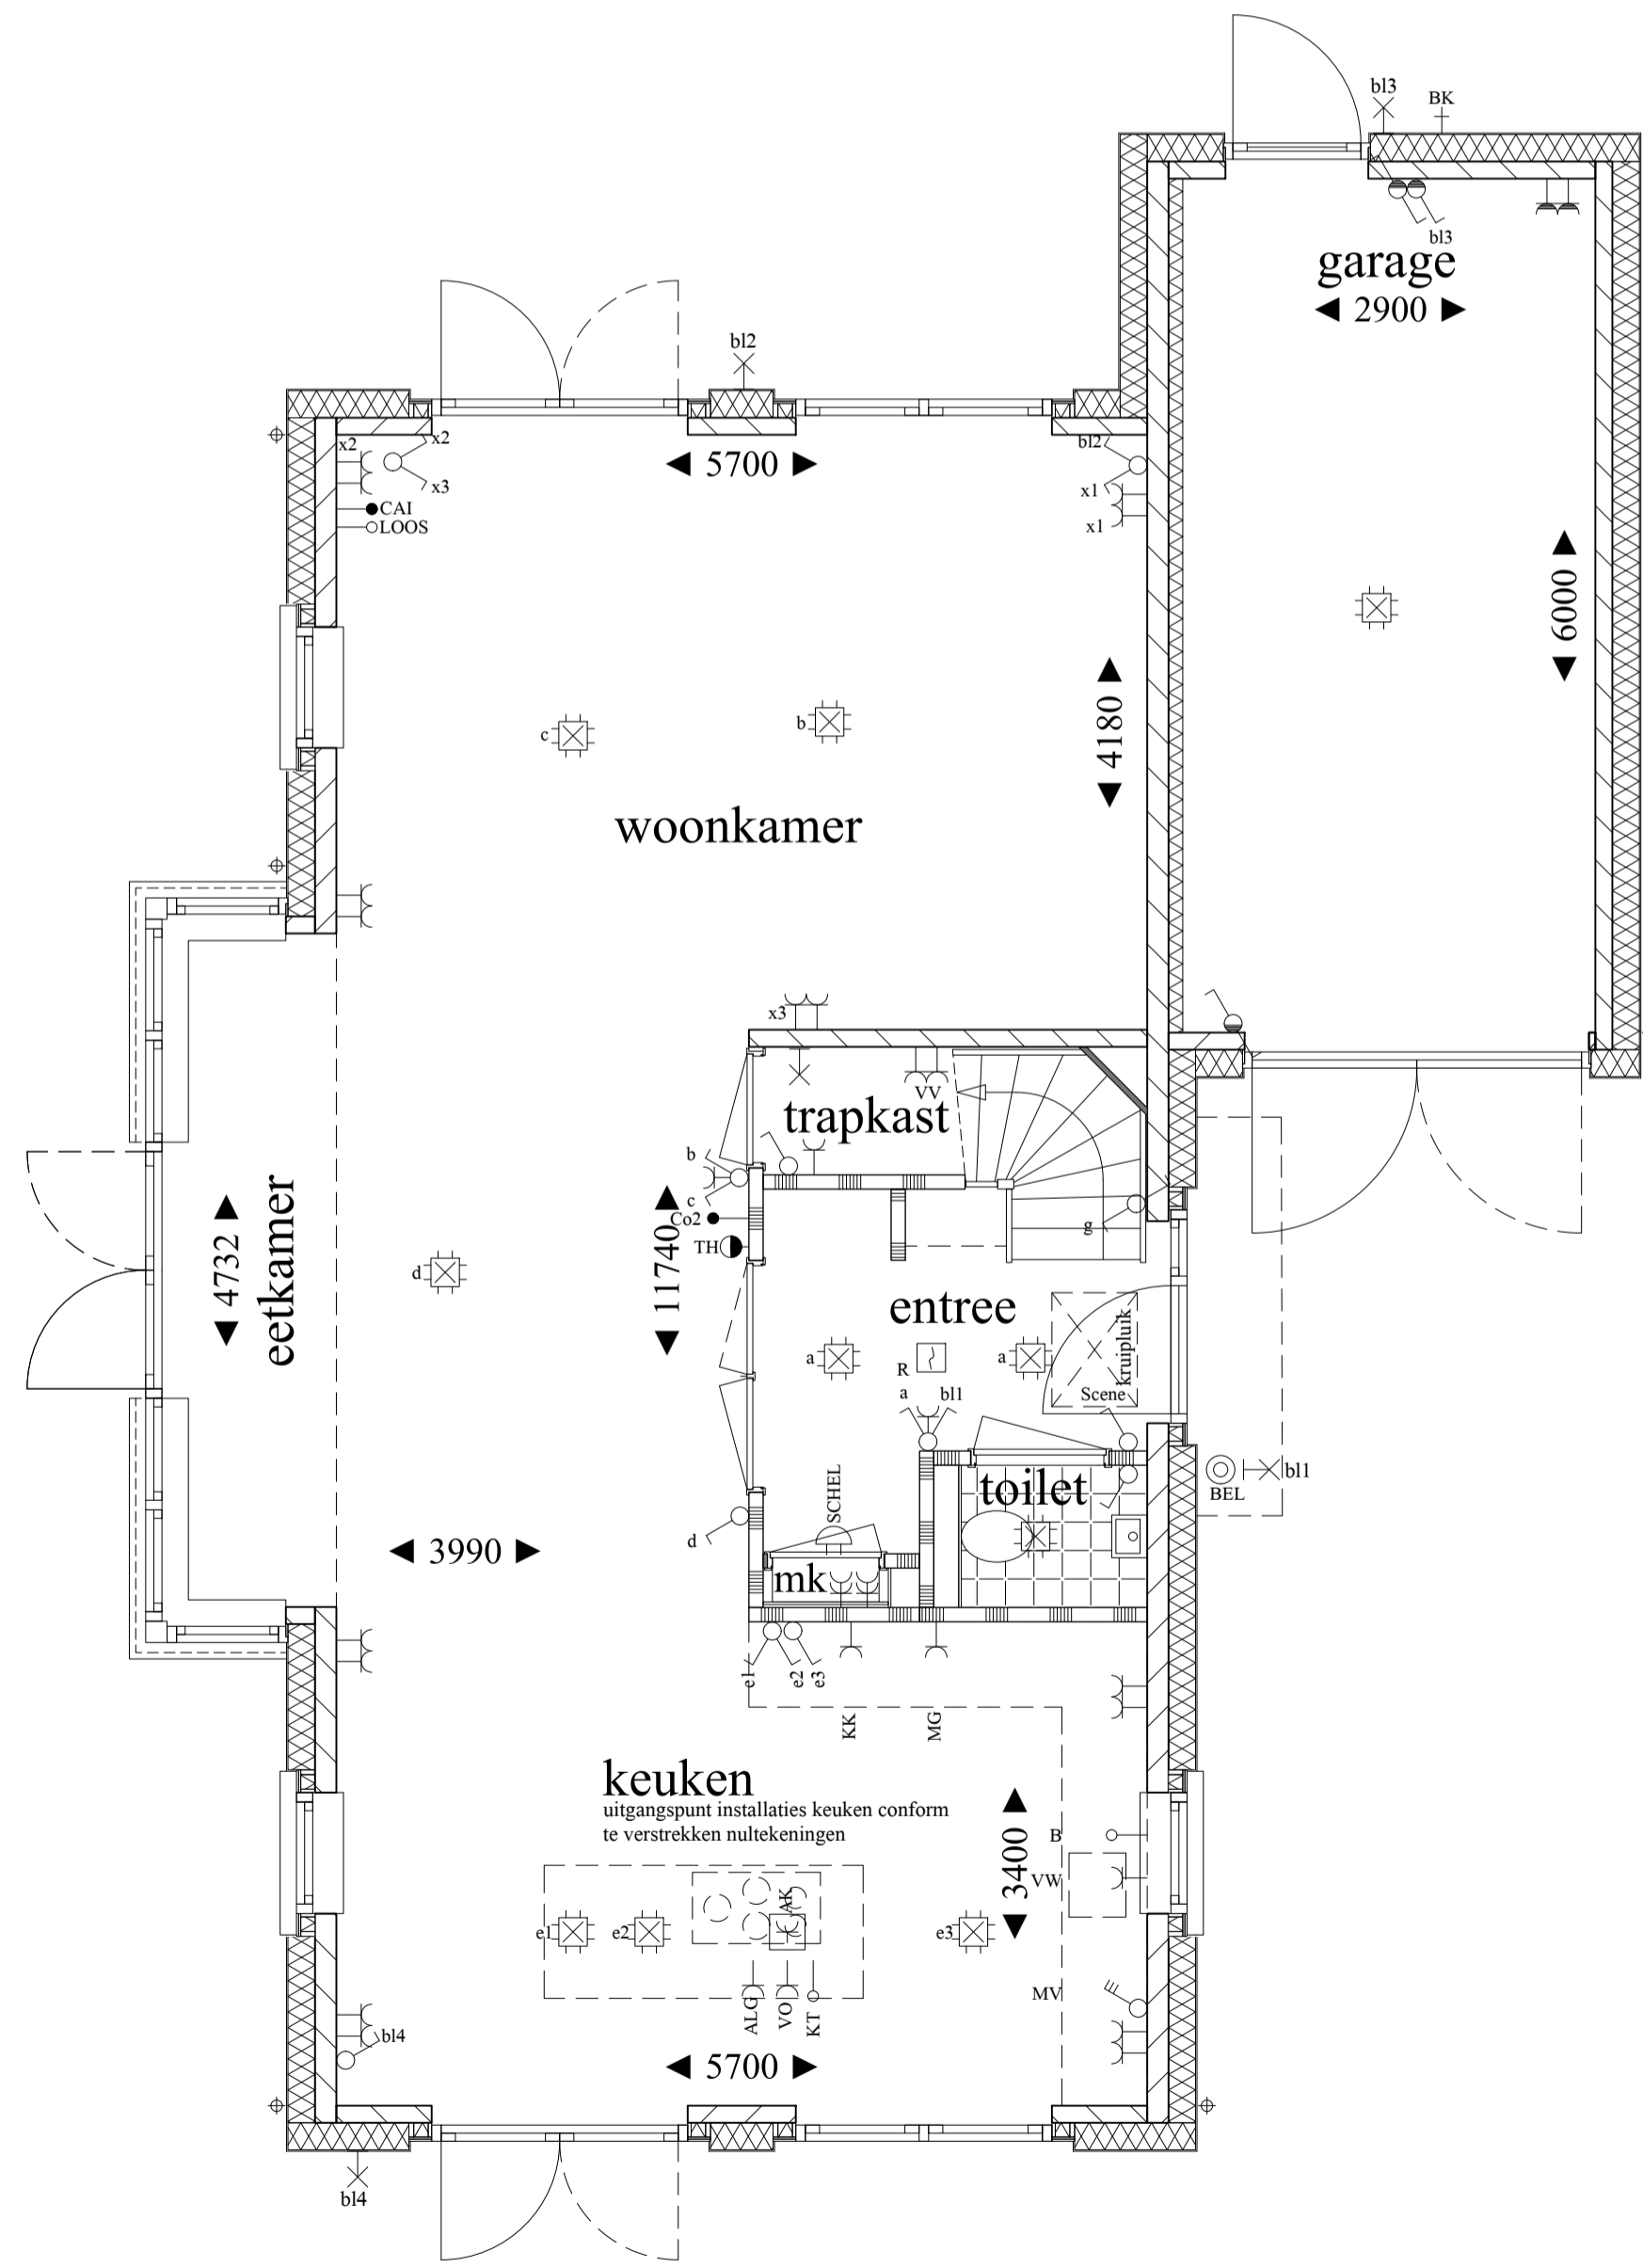 bl3
BK
bl3
garage
2900
bl2
x2
x2
x3
CAI
LOOS
5700
bl2
x1
x1
6000
4180
c
b
woonkamer
x3
VV
trapkast
b
c
Co2
TH
g
11740
4732
eetkamer
d
entree
kruipluik
a
R
a
a
bl1
Scene
SCHEL
toilet
BEL
bl1
d
3990
mk
e1
e2
e3
KK
MG
keuken
uitgangspunt installaties keuken conform
te verstrekken nultekeningen
3400
B
VW
AK
e1
e2
e3
MV
ALG
VO
KT
bl4
5700
bl4